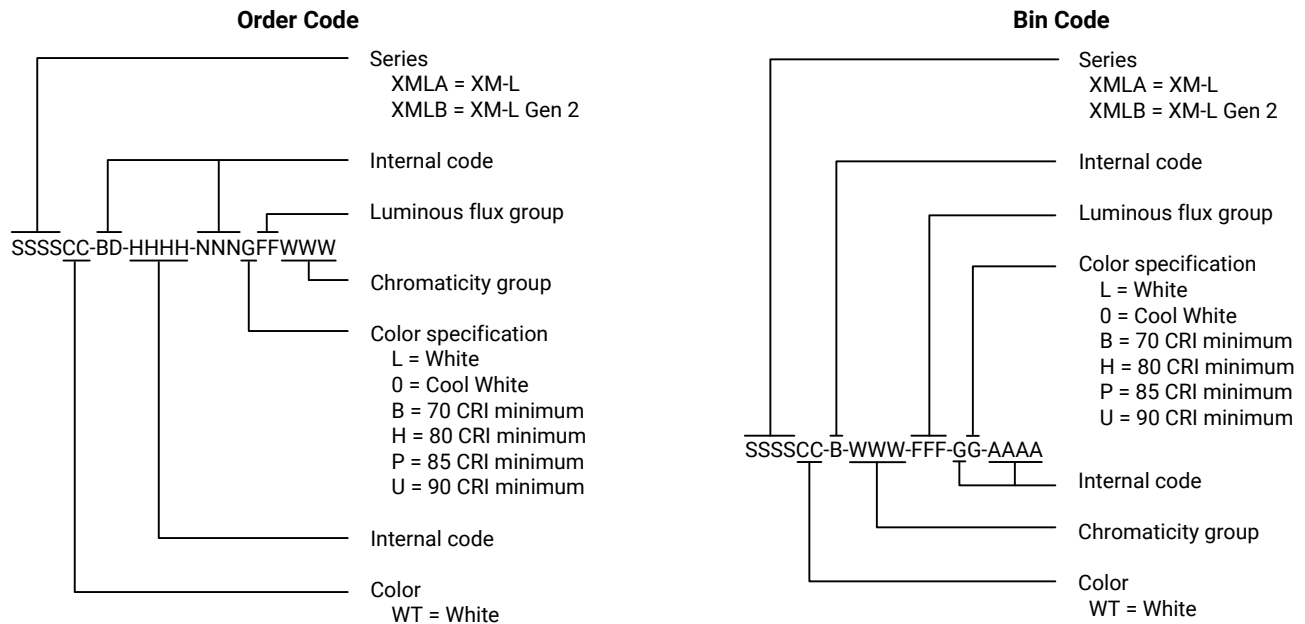 Order Code
Series
XMLA = XM-L
XMLB = XM-L Gen 2
Internal code
Luminous flux group
SSSSCC-BD-HHHH-NNNGFFWWW
Chromaticity group
Color specification
L = White
0 = Cool White
B = 70 CRI minimum
H = 80 CRI minimum
P = 85 CRI minimum
U = 90 CRI minimum
Internal code
Color
WT = White
Bin Code
Series
XMLA = XM-L
XMLB = XM-L Gen 2
Internal code
Luminous flux group
Color specification
L = White
0 = Cool White
B = 70 CRI minimum
H = 80 CRI minimum
P = 85 CRI minimum
U = 90 CRI minimum
SSSSCC-B-WWW-FFF-GG-AAAA
Internal code
Chromaticity group
Color
WT = White